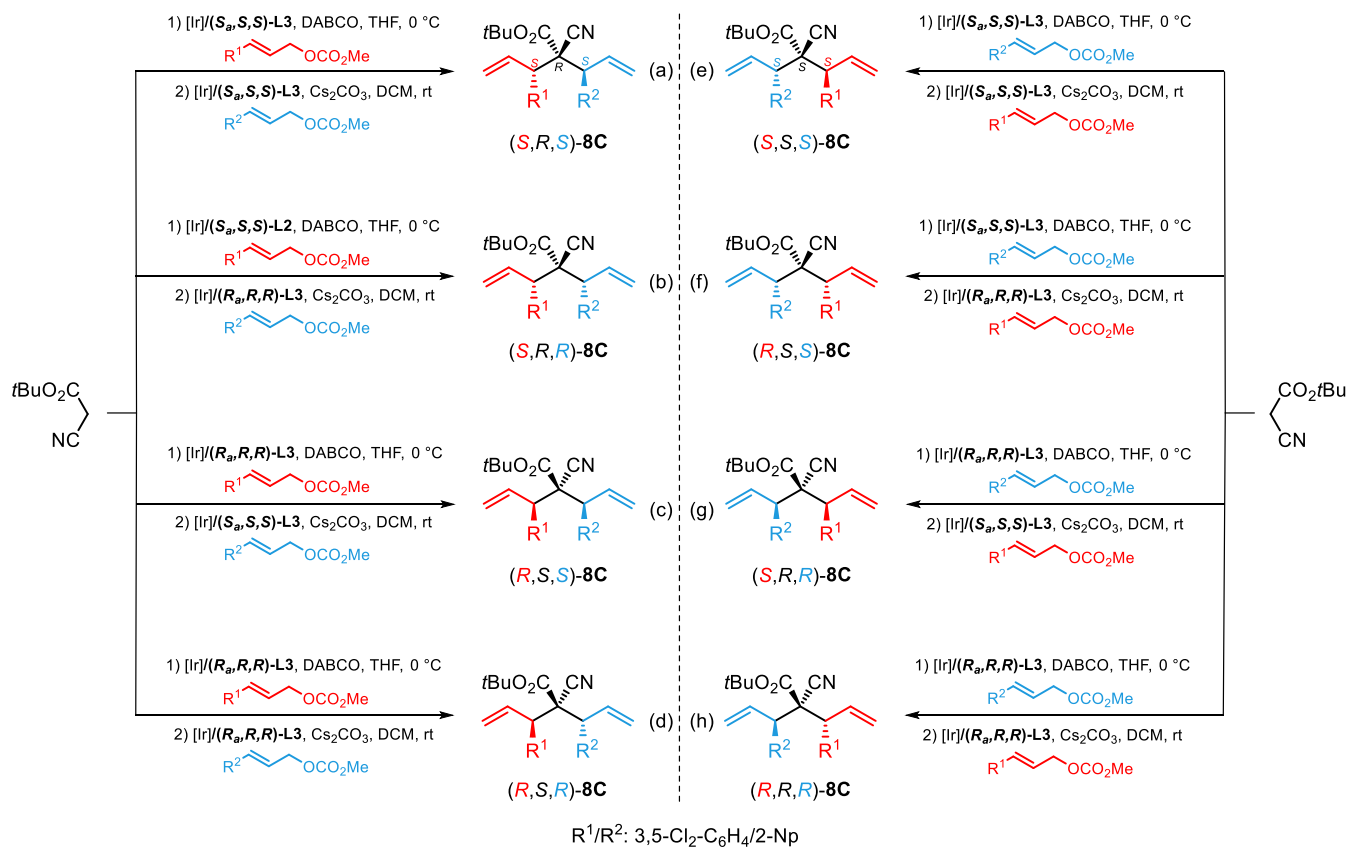 1) [Ir]/(Sa,S,S)-L3, DABCO, THF, 0 °C
R1 OCO2Me
2) [Ir]/(Sa,S,S)-L3, Cs2CO3, DCM, rt
R2 OCO2Me
tBuO2C CN
S R S
R1 R2
(a)
(S,R,S)-8C
(e)
tBuO2C CN
S S S
R2 R1
(S,S,S)-8C
1) [Ir]/(Sa,S,S)-L3, DABCO, THF, 0 °C
R2 OCO2Me
2) [Ir]/(Sa,S,S)-L3, Cs2CO3, DCM, rt
R1 OCO2Me
1) [Ir]/(Sa,S,S)-L2, DABCO, THF, 0 °C
R1 OCO2Me
2) [Ir]/(Ra,R,R)-L3, Cs2CO3, DCM, rt
R2 OCO2Me
tBuO2C CN
R1 R2
(b)
(S,R,R)-8C
(f)
tBuO2C CN
R2 R1
(R,S,S)-8C
1) [Ir]/(Sa,S,S)-L3, DABCO, THF, 0 °C
R2 OCO2Me
2) [Ir]/(Ra,R,R)-L3, Cs2CO3, DCM, rt
R1 OCO2Me
tBuO2C
NC
CO2tBu
CN
1) [Ir]/(Ra,R,R)-L3, DABCO, THF, 0 °C
R1 OCO2Me
2) [Ir]/(Sa,S,S)-L3, Cs2CO3, DCM, rt
R2 OCO2Me
tBuO2C CN
R1 R2
(c)
(R,S,S)-8C
(g)
tBuO2C CN
R2 R1
(S,R,R)-8C
1) [Ir]/(Ra,R,R)-L3, DABCO, THF, 0 °C
R2 OCO2Me
2) [Ir]/(Sa,S,S)-L3, Cs2CO3, DCM, rt
R1 OCO2Me
1) [Ir]/(Ra,R,R)-L3, DABCO, THF, 0 °C
R1 OCO2Me
2) [Ir]/(Ra,R,R)-L3, Cs2CO3, DCM, rt
R2 OCO2Me
tBuO2C CN
R1 R2
(d)
(R,S,R)-8C
(h)
tBuO2C CN
R2 R1
(R,R,R)-8C
1) [Ir]/(Ra,R,R)-L3, DABCO, THF, 0 °C
R2 OCO2Me
2) [Ir]/(Ra,R,R)-L3, Cs2CO3, DCM, rt
R1 OCO2Me
R1/R2: 3,5-Cl2-C6H4/2-Np